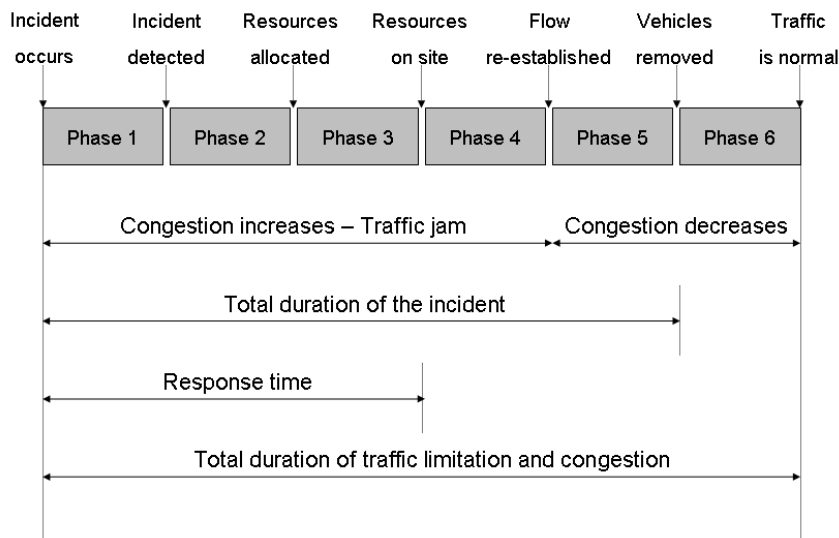 Incident occurs
Incident detected
Resources allocated
Resources on site
Flow re-established
Vehicles removed
Traffic is normal
Phase 1
Phase 2
Phase 3
Phase 4
Phase 5
Phase 6
Congestion increases – Traffic jam
Congestion decreases
Total duration of the incident
Response time
Total duration of traffic limitation and congestion